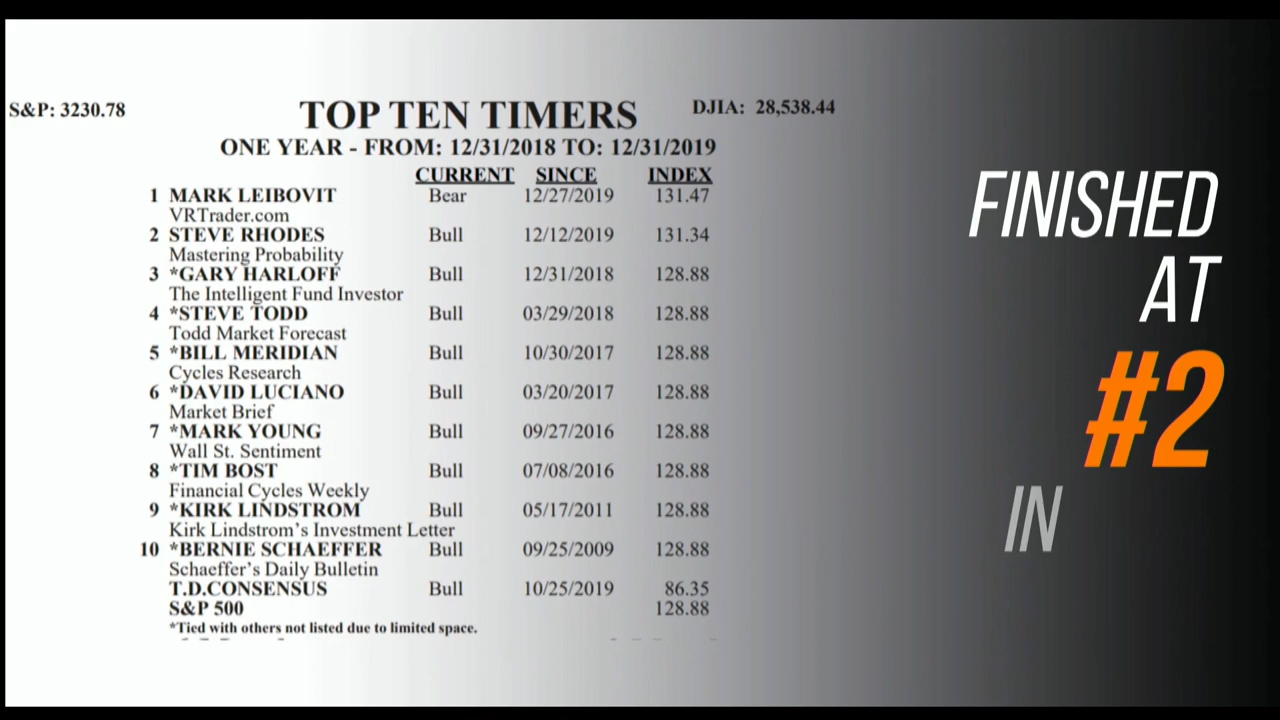 S&P: 3230.78
TOP TEN TIMERS
DJIA: 28,538.44
ONE YEAR - FROM: 12/31/2018 TO: 12/31/2019
CURRENT SINCE INDEX
1 MARK LEIBOVIT Bear 12/27/2019 131.47
VRTrader.com
2 STEVE RHODES Bull 12/12/2019 131.34
Mastering Probability
3 *GARY HARLOFF Bull 12/31/2018 128.88
The Intelligent Fund Investor
4 *STEVE TODD Bull 03/29/2018 128.88
Todd Market Forecast
5 *BILL MERIDIAN Bull 10/30/2017 128.88
Cycles Research
6 *DAVID LUCIANO Bull 03/20/2017 128.88
Market Brief
7 *MARK YOUNG Bull 09/27/2016 128.88
Wall St. Sentiment
8 *TIM BOST Bull 07/08/2016 128.88
Financial Cycles Weekly
9 *KIRK LINDSTROM Bull 05/17/2011 128.88
Kirk Lindstrom's Investment Letter
10 *BERNIE SCHAEFFER Bull 09/25/2009 128.88
Schaeffer's Daily Bulletin
T.D.CONSENSUS Bull 10/25/2019 86.35
S&P 500 128.88
*Tied with others not listed due to limited space.
FINISHED
AT
#2
IN